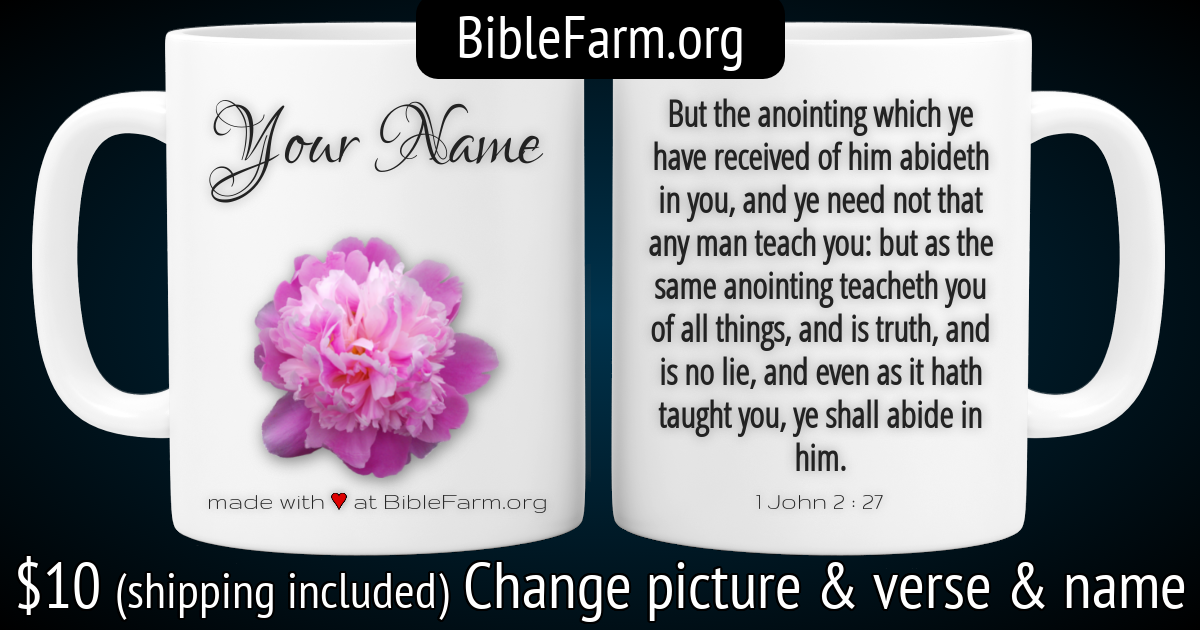 BibleFarm.org
Your Name
made with ♥ at BibleFarm.org
But the anointing which ye
have received of him abideth
in you, and ye need not that
any man teach you: but as the
same anointing teacheth you
of all things, and is truth, and
is no lie, and even as it hath
taught you, ye shall abide in
him.
1 John 2 : 27
$10 (shipping included) Change picture & verse & name